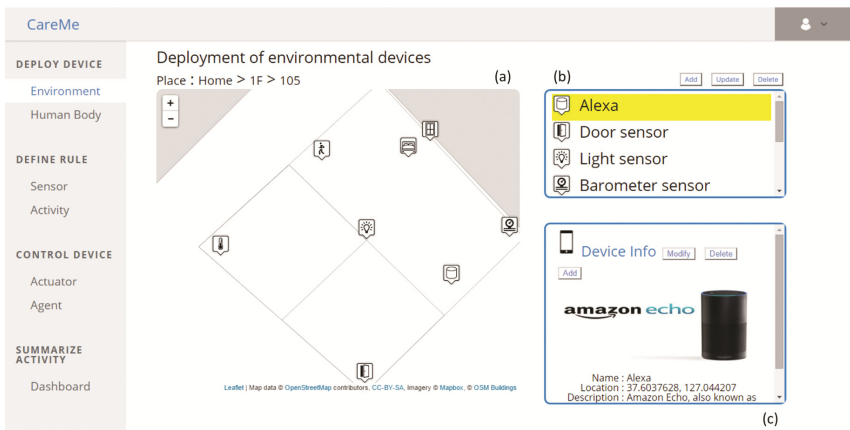 CareMe
DEPLOY DEVICE
Environment
Human Body
DEFINE RULE
Sensor
Activity
CONTROL DEVICE
Actuator
Agent
SUMMARIZE
ACTIVITY
Dashboard
Deployment of environmental devices
Place : Home > 1F > 105
(a)
+
-
Leaflet | Map data © OpenStreetMap contributors, CC-BY-SA, Imagery © Mapbox, © OSM Buildings
(b)
Add Update Delete
Alexa
Door sensor
Light sensor
Barometer sensor
Device Info Modify Delete
Add
amazon echo
Name : Alexa
Location : 37.6037628, 127.044207
Description : Amazon Echo, also known as
(c)